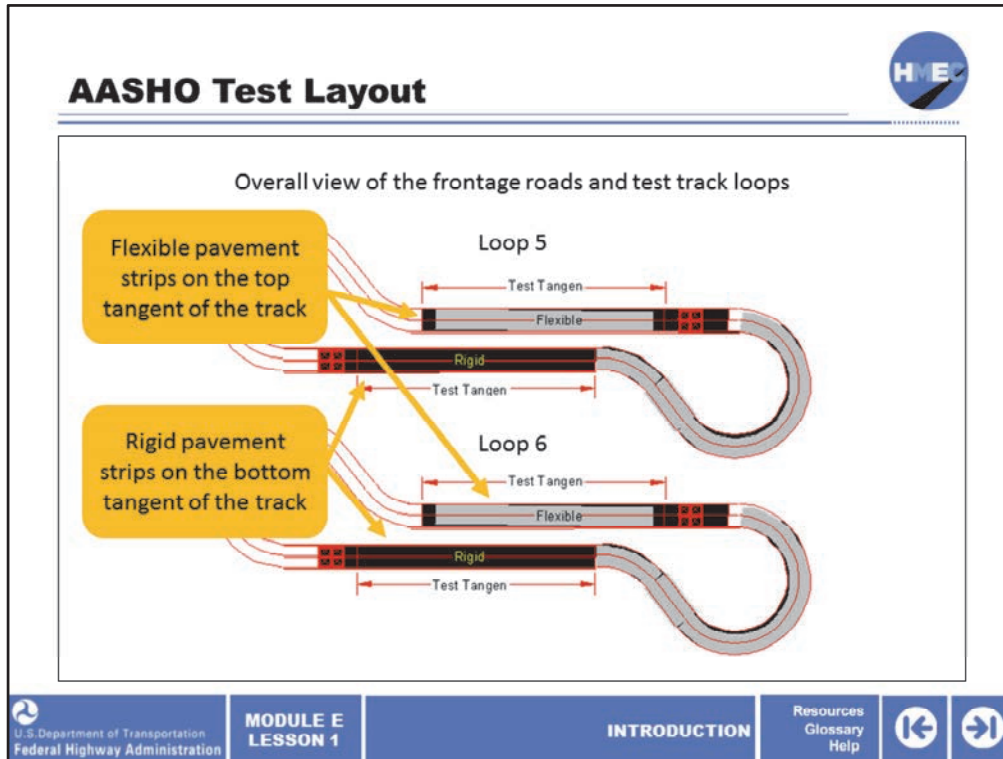 AASHO Test Layout
HMEC
Overall view of the frontage roads and test track loops
Flexible pavement
strips on the top
tangent of the track
Loop 5
Test Tangen
Flexible
Rigid
Test Tangen
Rigid pavement
strips on the bottom
tangent of the track
Loop 6
Test Tangen
Flexible
Rigid
Test Tangen
U.S.Department of Transportation
Federal Highway Administration
MODULE E
LESSON 1
INTRODUCTION
Resources
Glossary
Help